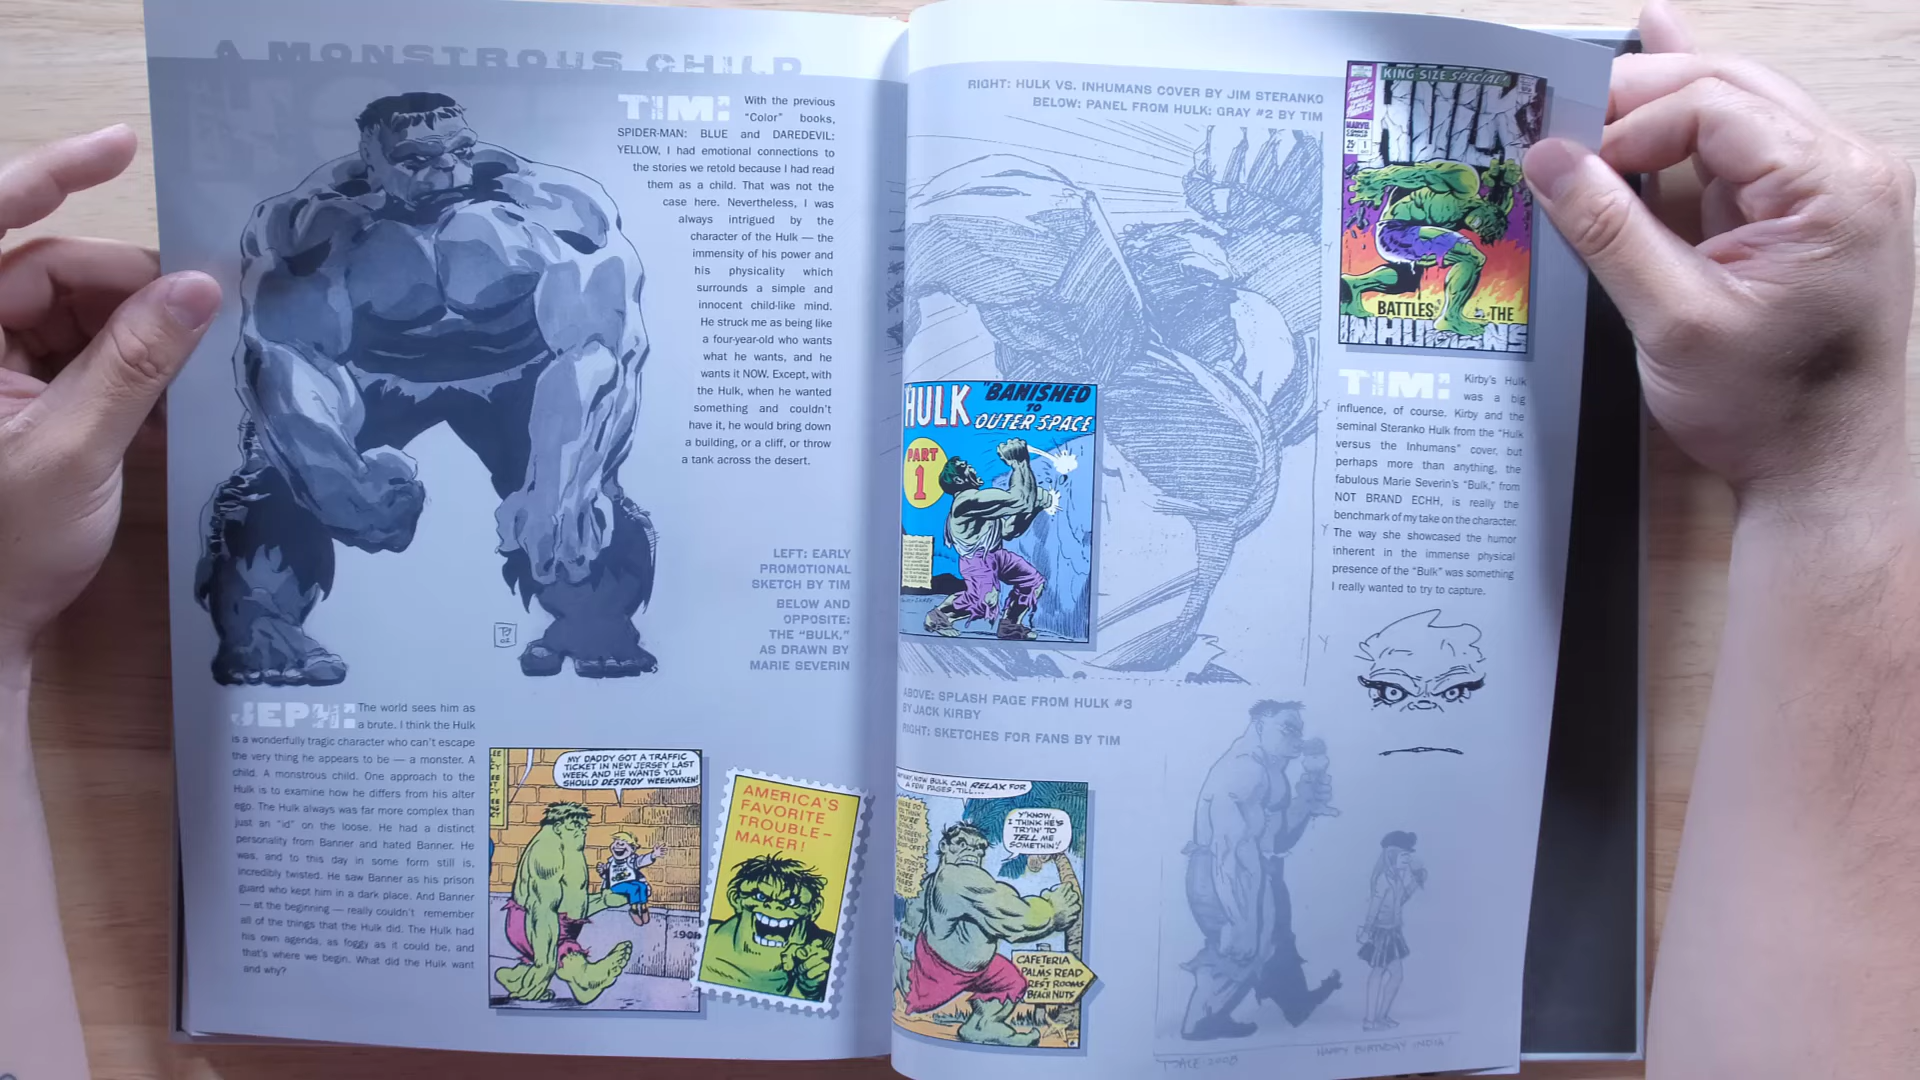 A MONSTROUS CHILD
TIM: With the previous
"Color" books,
SPIDER-MAN: BLUE and DAREDEVIL:
YELLOW, I had emotional connections to
the stories we retold because I had read
them as a child. That was not the
case here. Nevertheless, I was
always intrigued by the
character of the Hulk — the
immensity of his power and
his physicality which
surrounds a simple and
innocent child-like mind.
He struck me as being like
a four-year-old who wants
what he wants, and he
wants it NOW. Except, with
the Hulk, when he wanted
something and couldn't
have it, he would bring down
a building, or a cliff, or throw
a tank across the desert.
LEFT: EARLY
PROMOTIONAL
SKETCH BY TIM
BELOW AND
OPPOSITE:
THE "BULK,"
AS DRAWN BY
MARIE SEVERIN
TS
02
JEPH: The world sees him as
a brute. I think the Hulk
is a wonderfully tragic character who can't escape
the very thing he appears to be — a monster. A
child. A monstrous child. One approach to the
Hulk is to examine how he differs from his alter
ego. The Hulk always was far more complex than
just an "id" on the loose. He had a distinct
personality from Banner and hated Banner. He
was, and to this day in some form still is,
incredibly twisted. He saw Banner as his prison
guard who kept him in a dark place. And Banner
— at the beginning — really couldn't remember
all of the things that the Hulk did. The Hulk had
his own agenda, as foggy as it could be, and
that's where we begin. What did the Hulk want
and why?
MY DADDY GOT A TRAFFIC
TICKET IN NEW JERSEY LAST
WEEK AND HE WANTS YOU
SHOULD DESTROY WEEHAWKEN!
AMERICA'S
FAVORITE
TROUBLE-
MAKER!
RIGHT: HULK VS. INHUMANS COVER BY JIM STERANKO
BELOW: PANEL FROM HULK: GRAY #2 BY TIM
KING-SIZE SPECIAL!
MARVEL
25¢ 1
HULK
BATTLES THE
INHUMANS
HULK "BANISHED
TO
OUTER SPACE
PART
1
TIM: Kirby's Hulk
was a big
influence, of course, Kirby and the
seminal Steranko Hulk from the "Hulk
versus the Inhumans" cover, but
perhaps more than anything, the
fabulous Marie Severin's "Bulk," from
NOT BRAND ECHH, is really the
benchmark of my take on the character.
The way she showcased the humor
inherent in the immense physical
presence of the "Bulk" was something
I really wanted to try to capture.
ABOVE: SPLASH PAGE FROM HULK #3
BY JACK KIRBY
RIGHT: SKETCHES FOR FANS BY TIM
NOW BULK CAN RELAX FOR
A FEW PAGES, TILL...
Y'KNOW,
I THINK HE'S
TRYIN' TO
TELL ME
SOMETHIN'!
CAFETERIA
PALMS READ
REST ROOMS
BEACH NUTS
SALE 2008
HAPPY BIRTHDAY INDIA!